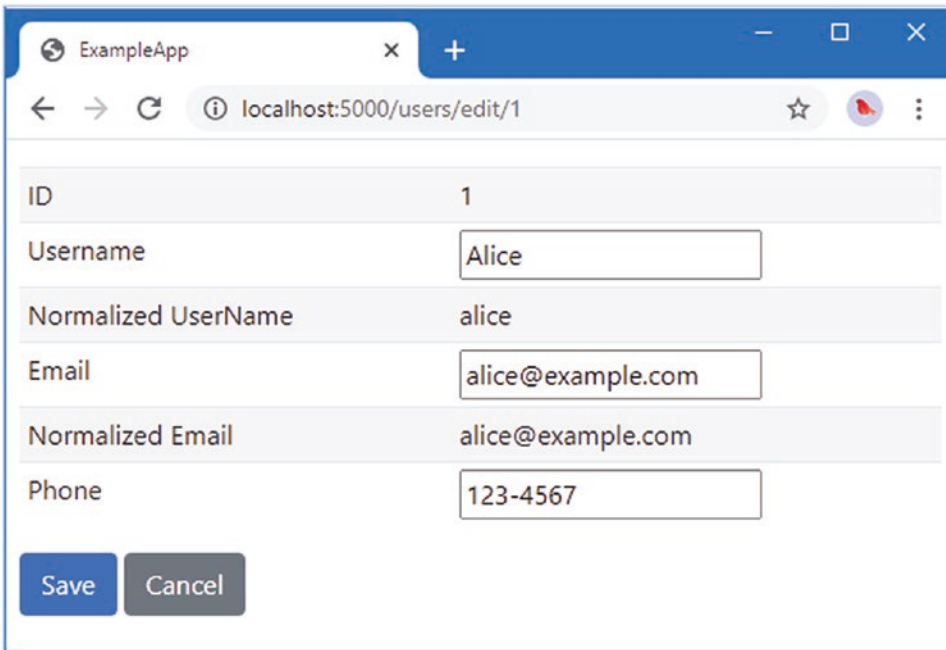 ExampleApp
localhost:5000/users/edit/1
ID 1
Username Alice
Normalized UserName alice
Email alice@example.com
Normalized Email alice@example.com
Phone 123-4567
Save Cancel